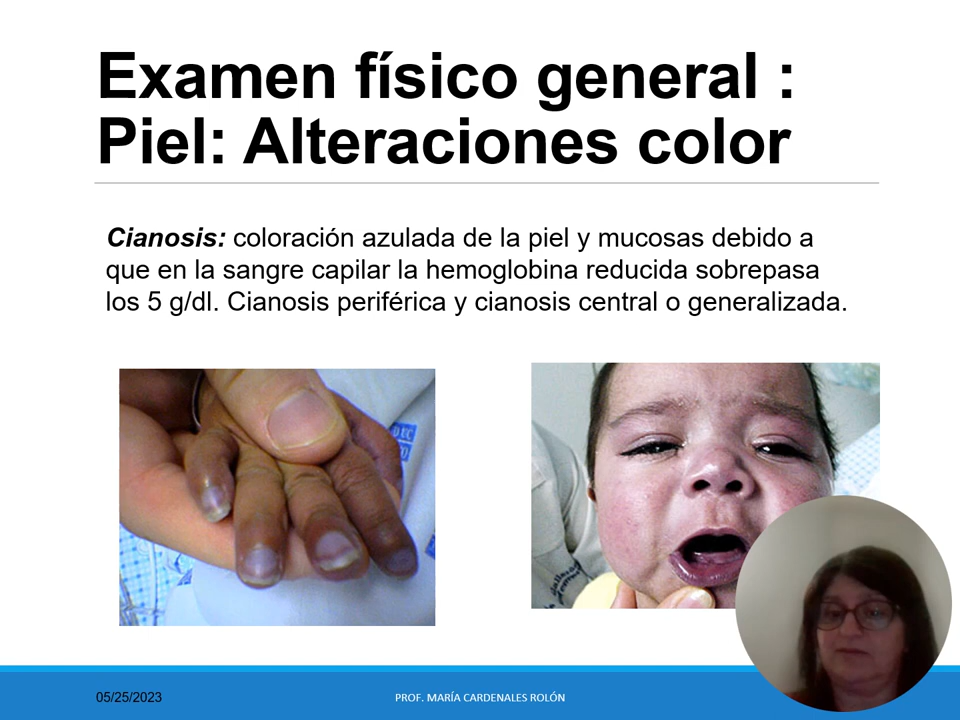 Examen físico general :
Piel: Alteraciones color
Cianosis: coloración azulada de la piel y mucosas debido a
que en la sangre capilar la hemoglobina reducida sobrepasa
los 5 g/dl. Cianosis periférica y cianosis central o generalizada.
05/25/2023
PROF. MARÍA CARDENALES ROLÓN